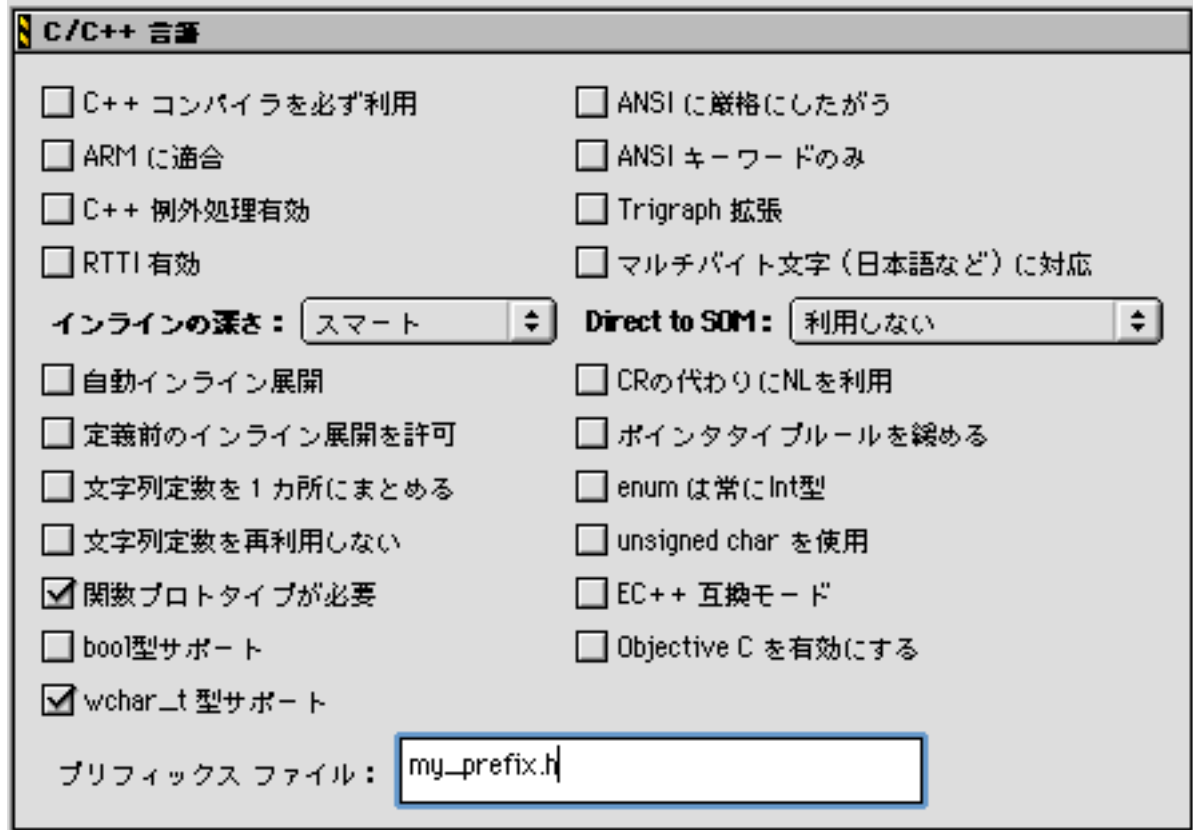 C/C++ 言語
C++ コンパイラを必ず利用
ANSI に厳格にしたがう
ARM に適合
ANSI キーワードのみ
C++ 例外処理有効
Trigraph 拡張
RTTI 有効
マルチバイト文字（日本語など）に対応
インラインの深さ： スマート
Direct to SOM： 利用しない
自動インライン展開
CRの代わりにNLを利用
定義前のインライン展開を許可
ポインタタイプルールを緩める
文字列定数を 1 カ所にまとめる
enum は常にInt型
文字列定数を再利用しない
unsigned char を使用
関数プロトタイプが必要
EC++ 互換モード
bool型サポート
Objective C を有効にする
wchar_t 型サポート
プリフィックス ファイル： my_prefix.h